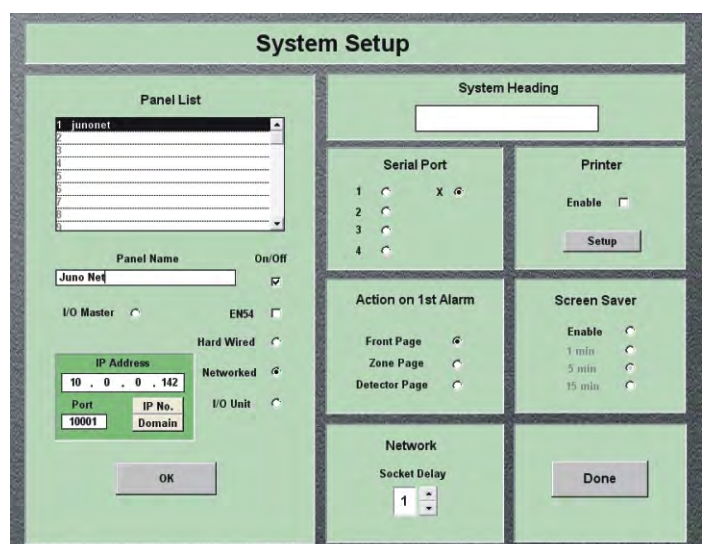 System Setup
Panel List
1 junonet
2
3
4
5
6
7
8
9
Panel Name On/Off
Juno Net
I/O Master EN54
Hard Wired
Networked
I/O Unit
IP Address
10 . 0 . 0 . 142
Port IP No.
10001 Domain
OK
System Heading
Serial Port
1 X
2
3
4
Printer
Enable
Setup
Action on 1st Alarm
Front Page
Zone Page
Detector Page
Screen Saver
Enable
1 min
5 min
15 min
Network
Socket Delay
1
Done